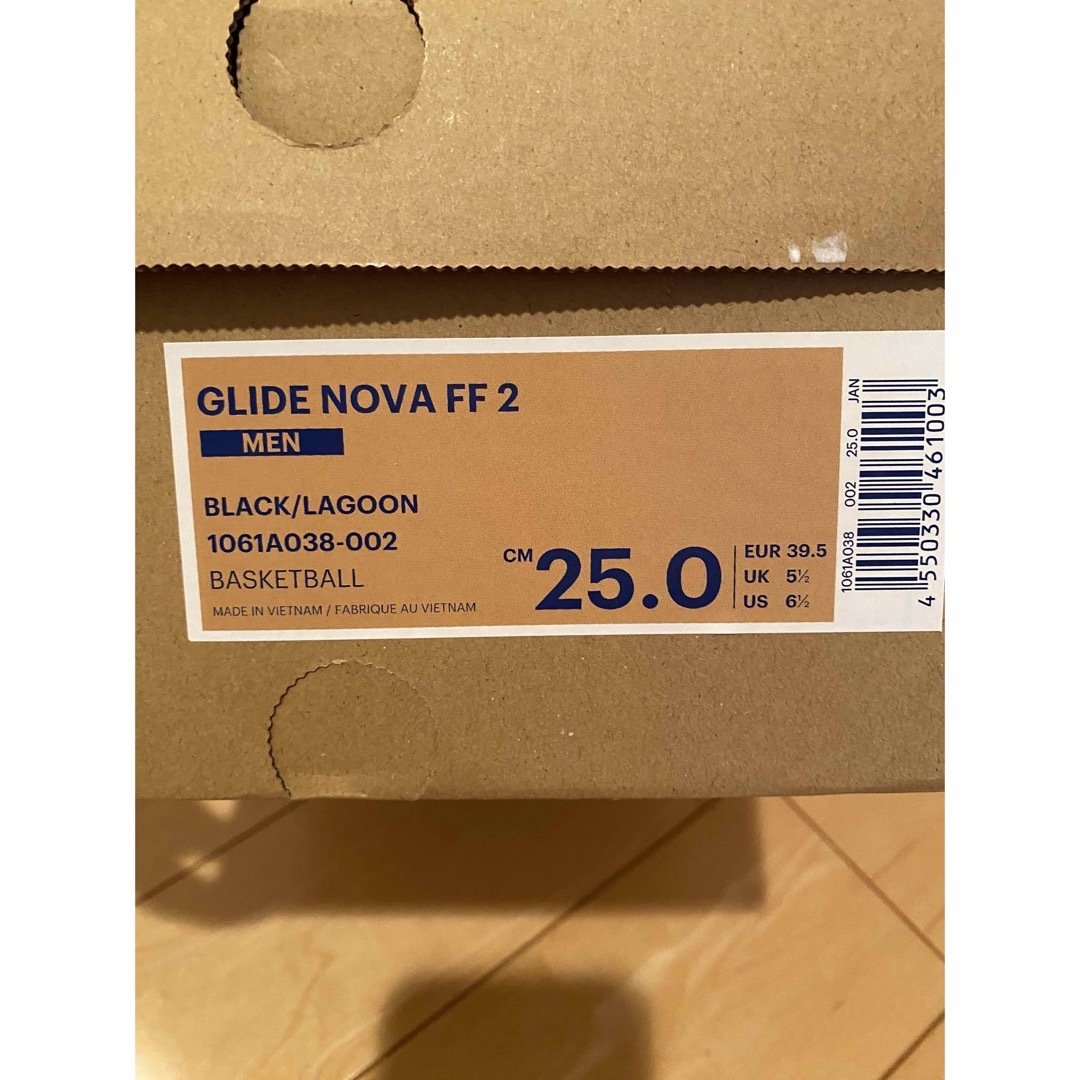 GLIDE NOVA FF 2
MEN
BLACK/LAGOON
1061A038-002
BASKETBALL
MADE IN VIETNAM / FABRIQUE AU VIETNAM
CM 25.0
EUR 39.5
UK 5½
US 6½
1061A038 002 25.0 JAN
4 550330 461003